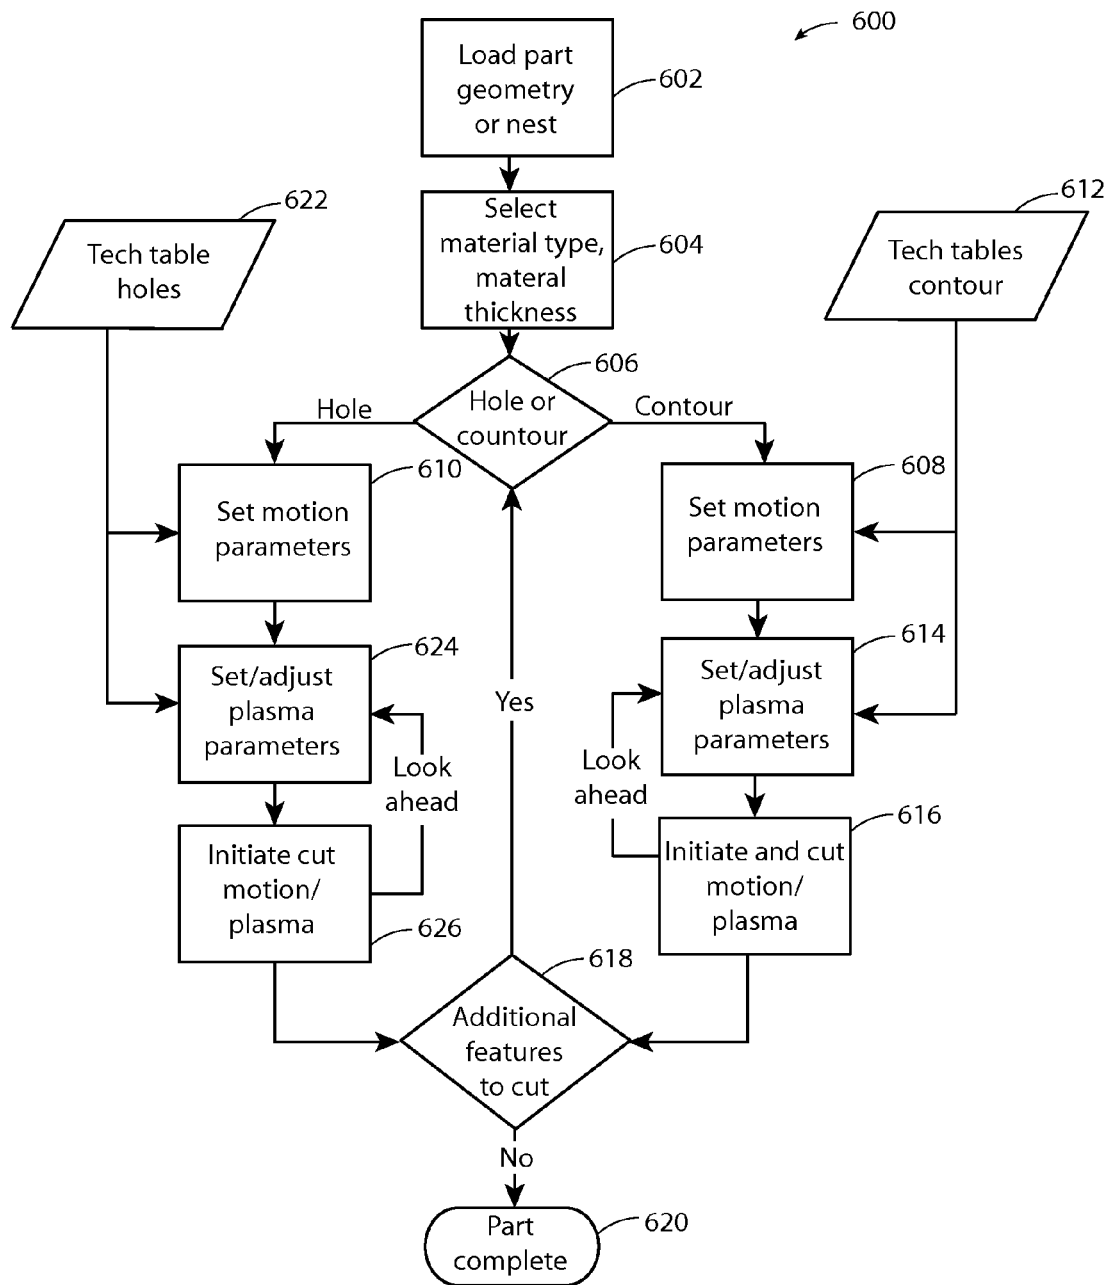 600
Load part
geometry
or nest
602
622
612
Select
material type,
materal
thickness
604
Tech table
holes
Tech tables
contour
606
Hole
Hole or
countour
Contour
610
608
Set motion
parameters
Set motion
parameters
624
614
Set/adjust
plasma
parameters
Set/adjust
plasma
parameters
Yes
Look
ahead
Look
ahead
616
Initiate cut
motion/
plasma
626
Initiate and cut
motion/
plasma
618
Additional
features
to cut
No
Part
complete
620